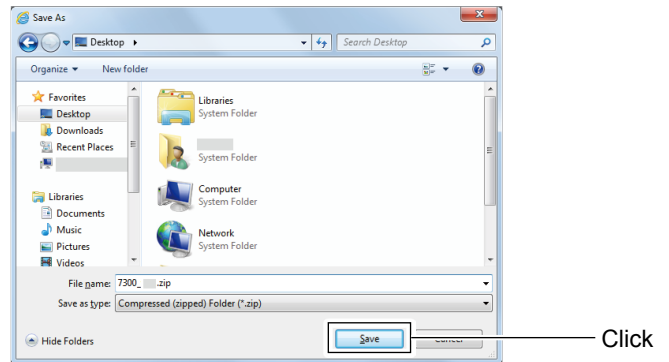 Save As
Desktop
Search Desktop
Organize
New folder
Favorites
Desktop
Downloads
Recent Places
Libraries
Documents
Music
Pictures
Videos
Libraries
System Folder
System Folder
Computer
System Folder
Network
System Folder
File name: 7300_ .zip
Save as type: Compressed (zipped) Folder (*.zip)
Hide Folders
Save
Cancel
Click